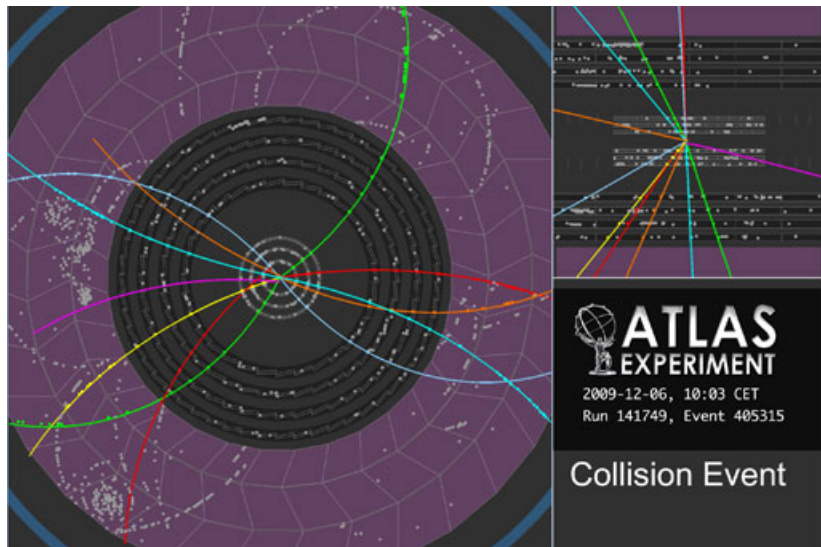 ATLAS
EXPERIMENT
2009-12-06, 10:03 CET
Run 141749, Event 405315
Collision Event